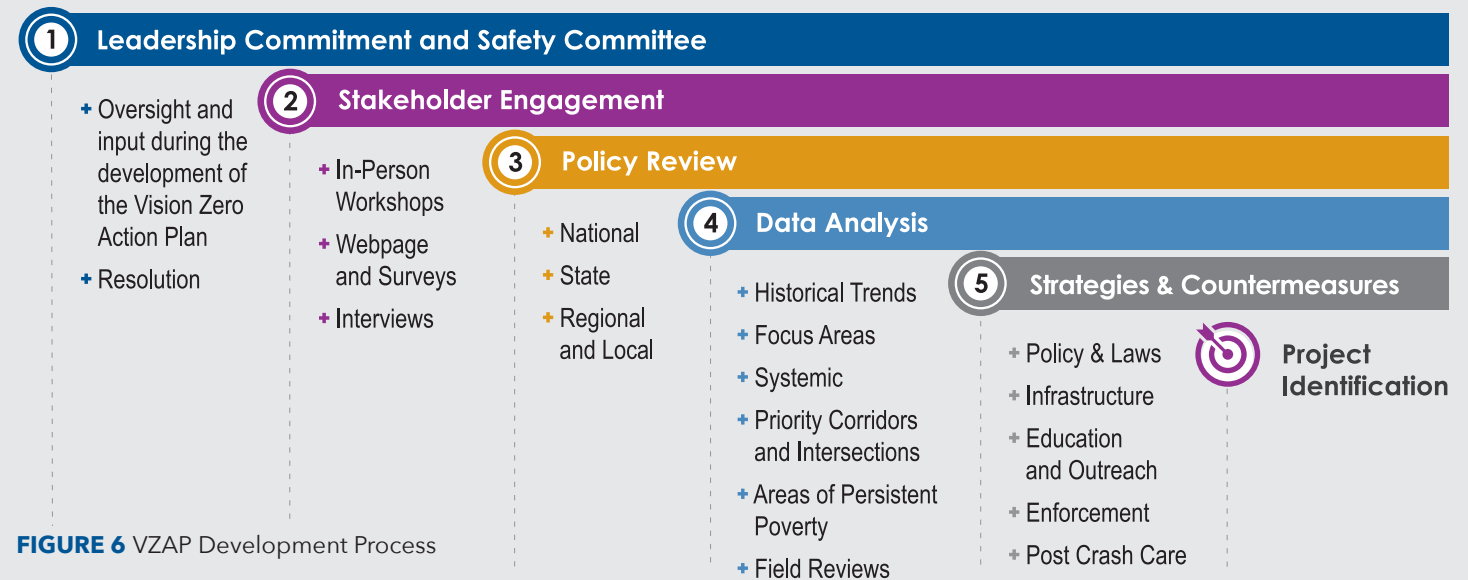 1 Leadership Commitment and Safety Committee
+ Oversight and
input during the
development of
the Vision Zero
Action Plan
+ Resolution
2 Stakeholder Engagement
+ In-Person
Workshops
+ Webpage
and Surveys
+ Interviews
3 Policy Review
+ National
+ State
+ Regional
and Local
4 Data Analysis
+ Historical Trends
+ Focus Areas
+ Systemic
+ Priority Corridors
and Intersections
+ Areas of Persistent
Poverty
+ Field Reviews
5 Strategies & Countermeasures
+ Policy & Laws
+ Infrastructure
+ Education
and Outreach
+ Enforcement
+ Post Crash Care
Project
Identification
FIGURE 6 VZAP Development Process